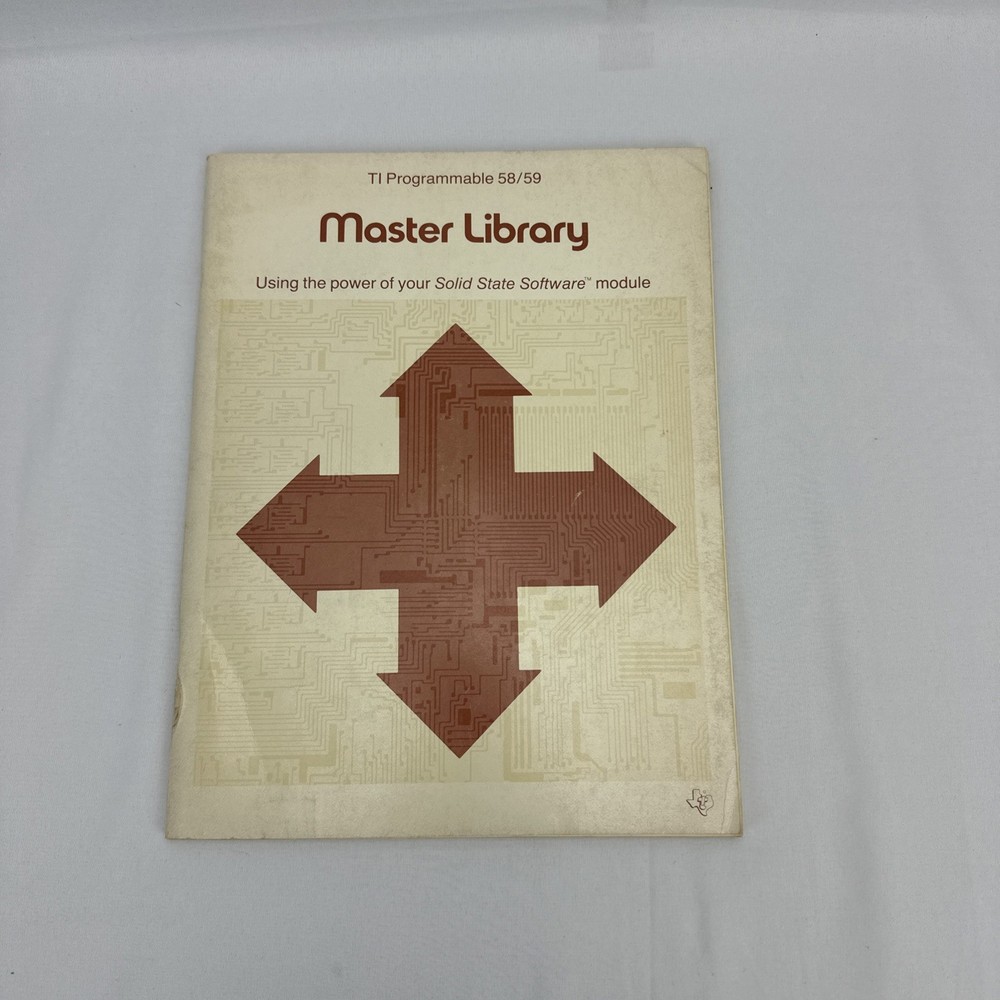 TI Programmable 58/59
Master Library
Using the power of your Solid State Software™ module